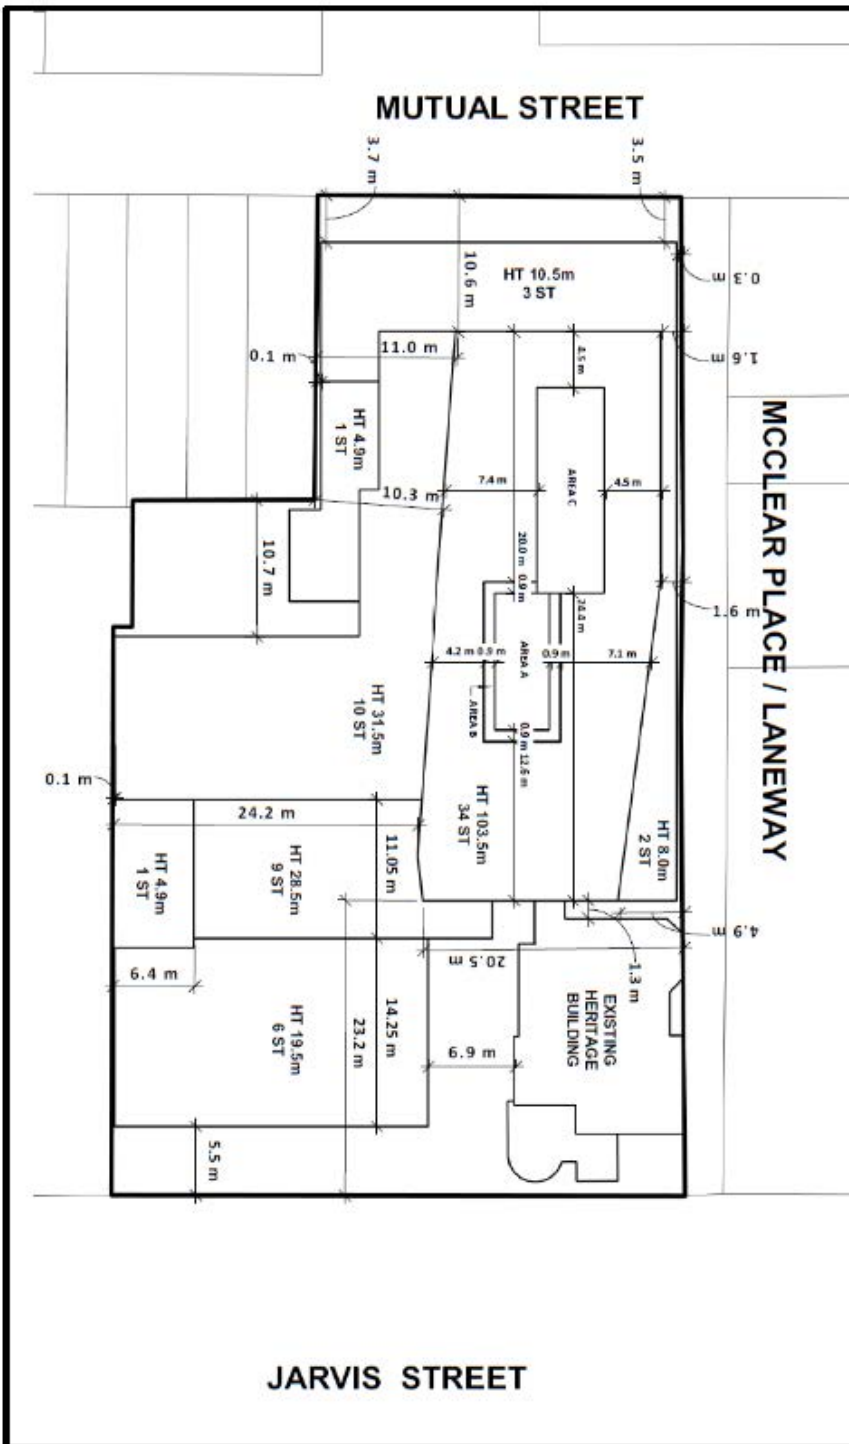 MUTUAL STREET
3.7 m
3.5 m
10.6 m
HT 10.5m
3 ST
0.3 m
0.1 m
11.0 m
4.5 m
1.6 m
HT 4.9m
1 ST
MCCLEAR PLACE / LANEWAY
AREA C
7.4 m
4.5 m
10.3 m
10.7 m
20.0 m
0.9 m
24.4 m
1.6 m
4.2 m
0.9 m
AREA A
0.9 m
7.1 m
AREA B
HT 31.5m
10 ST
0.9 m
12.6 m
0.1 m
HT 103.5m
34 ST
HT 8.0m
2 ST
24.2 m
11.05 m
HT 4.9m
1 ST
HT 28.5m
9 ST
4.9 m
20.5 m
1.3 m
6.4 m
HT 19.5m
6 ST
14.25 m
23.2 m
6.9 m
EXISTING
HERITAGE
BUILDING
5.5 m
JARVIS STREET